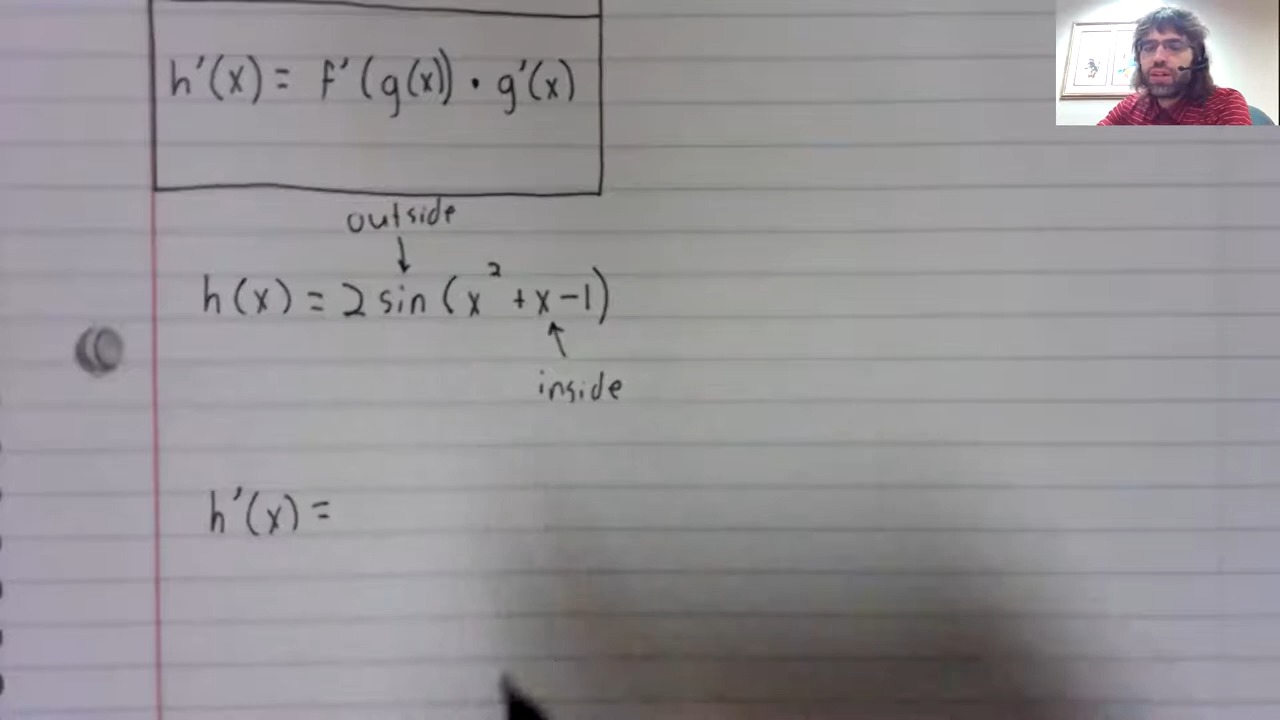 h'(x) = f'(g(x)) · g'(x)
outside
↓
h(x) = 2 sin (x² + x - 1)
↑
inside
h'(x) =